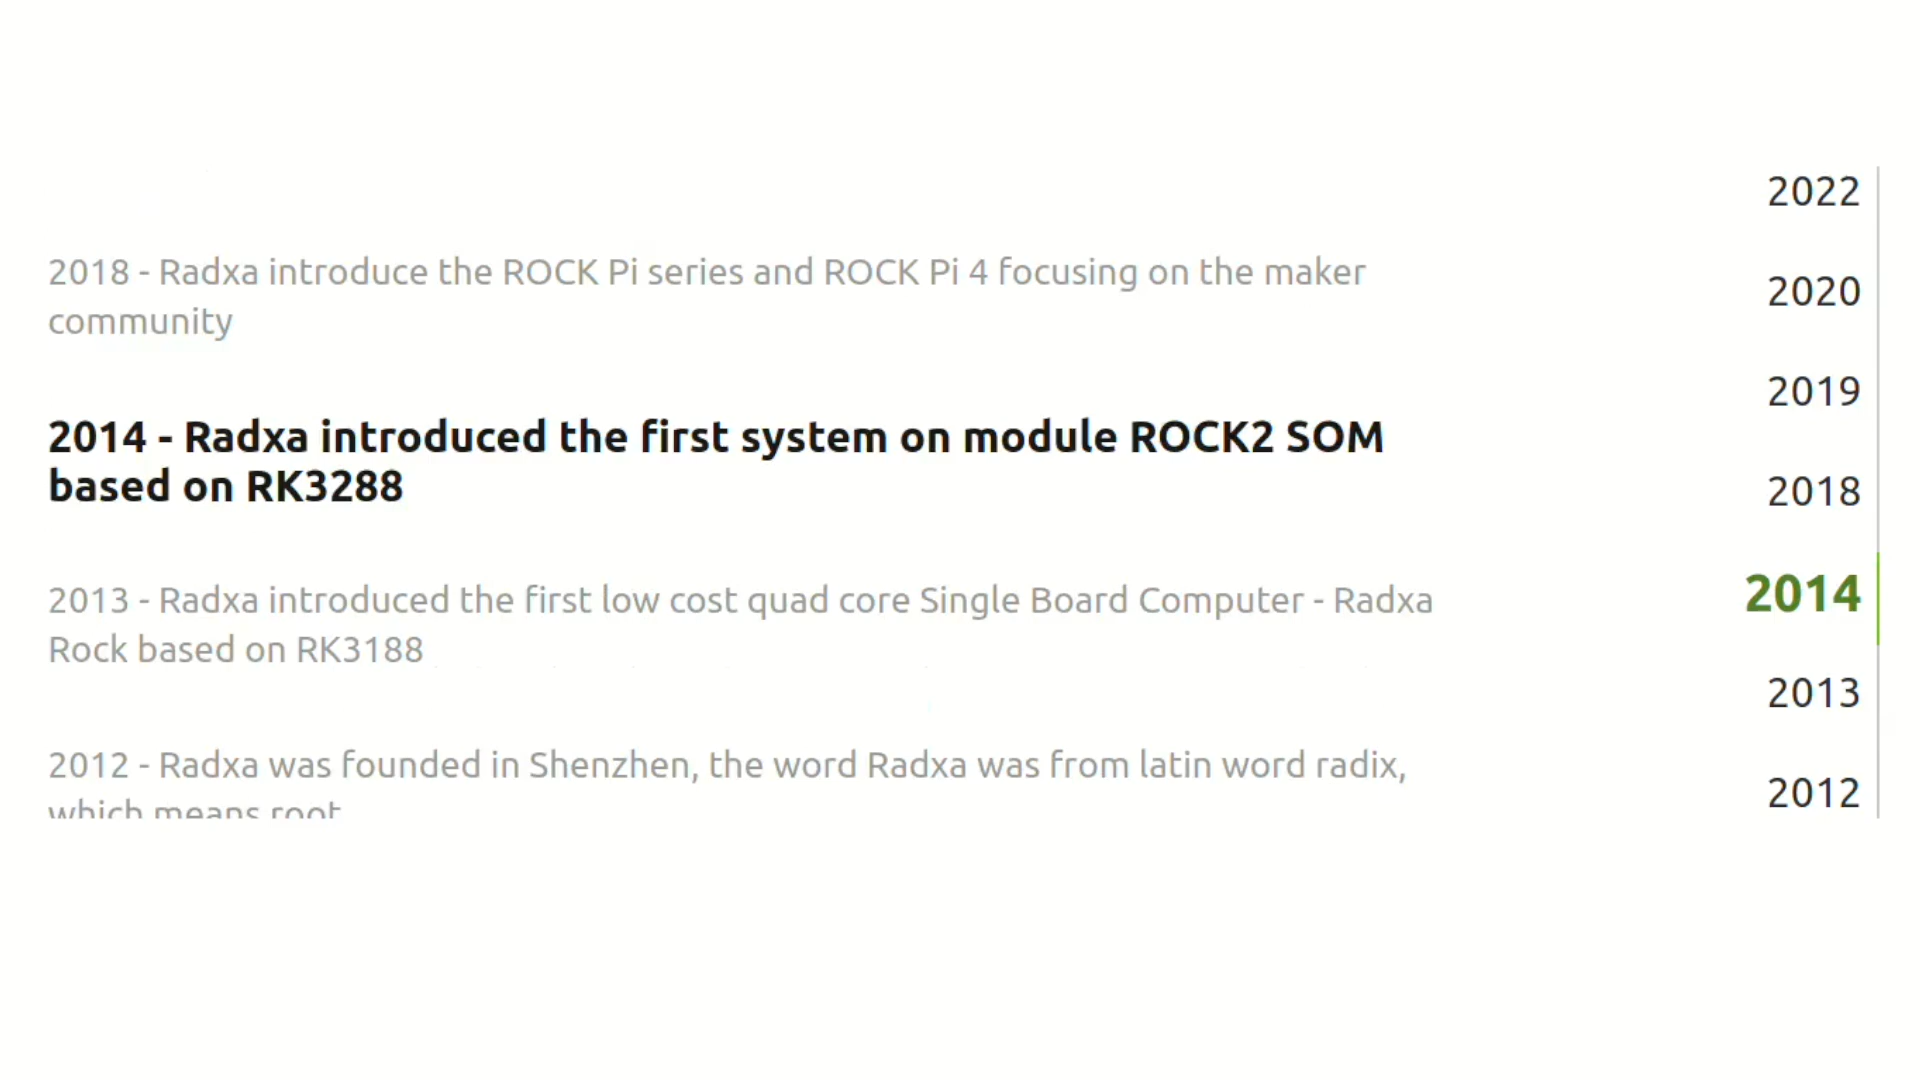 2018 - Radxa introduce the ROCK Pi series and ROCK Pi 4 focusing on the maker
community
2014 - Radxa introduced the first system on module ROCK2 SOM
based on RK3288
2013 - Radxa introduced the first low cost quad core Single Board Computer - Radxa
Rock based on RK3188
2012 - Radxa was founded in Shenzhen, the word Radxa was from latin word radix,
which means root
2022
2020
2019
2018
2014
2013
2012